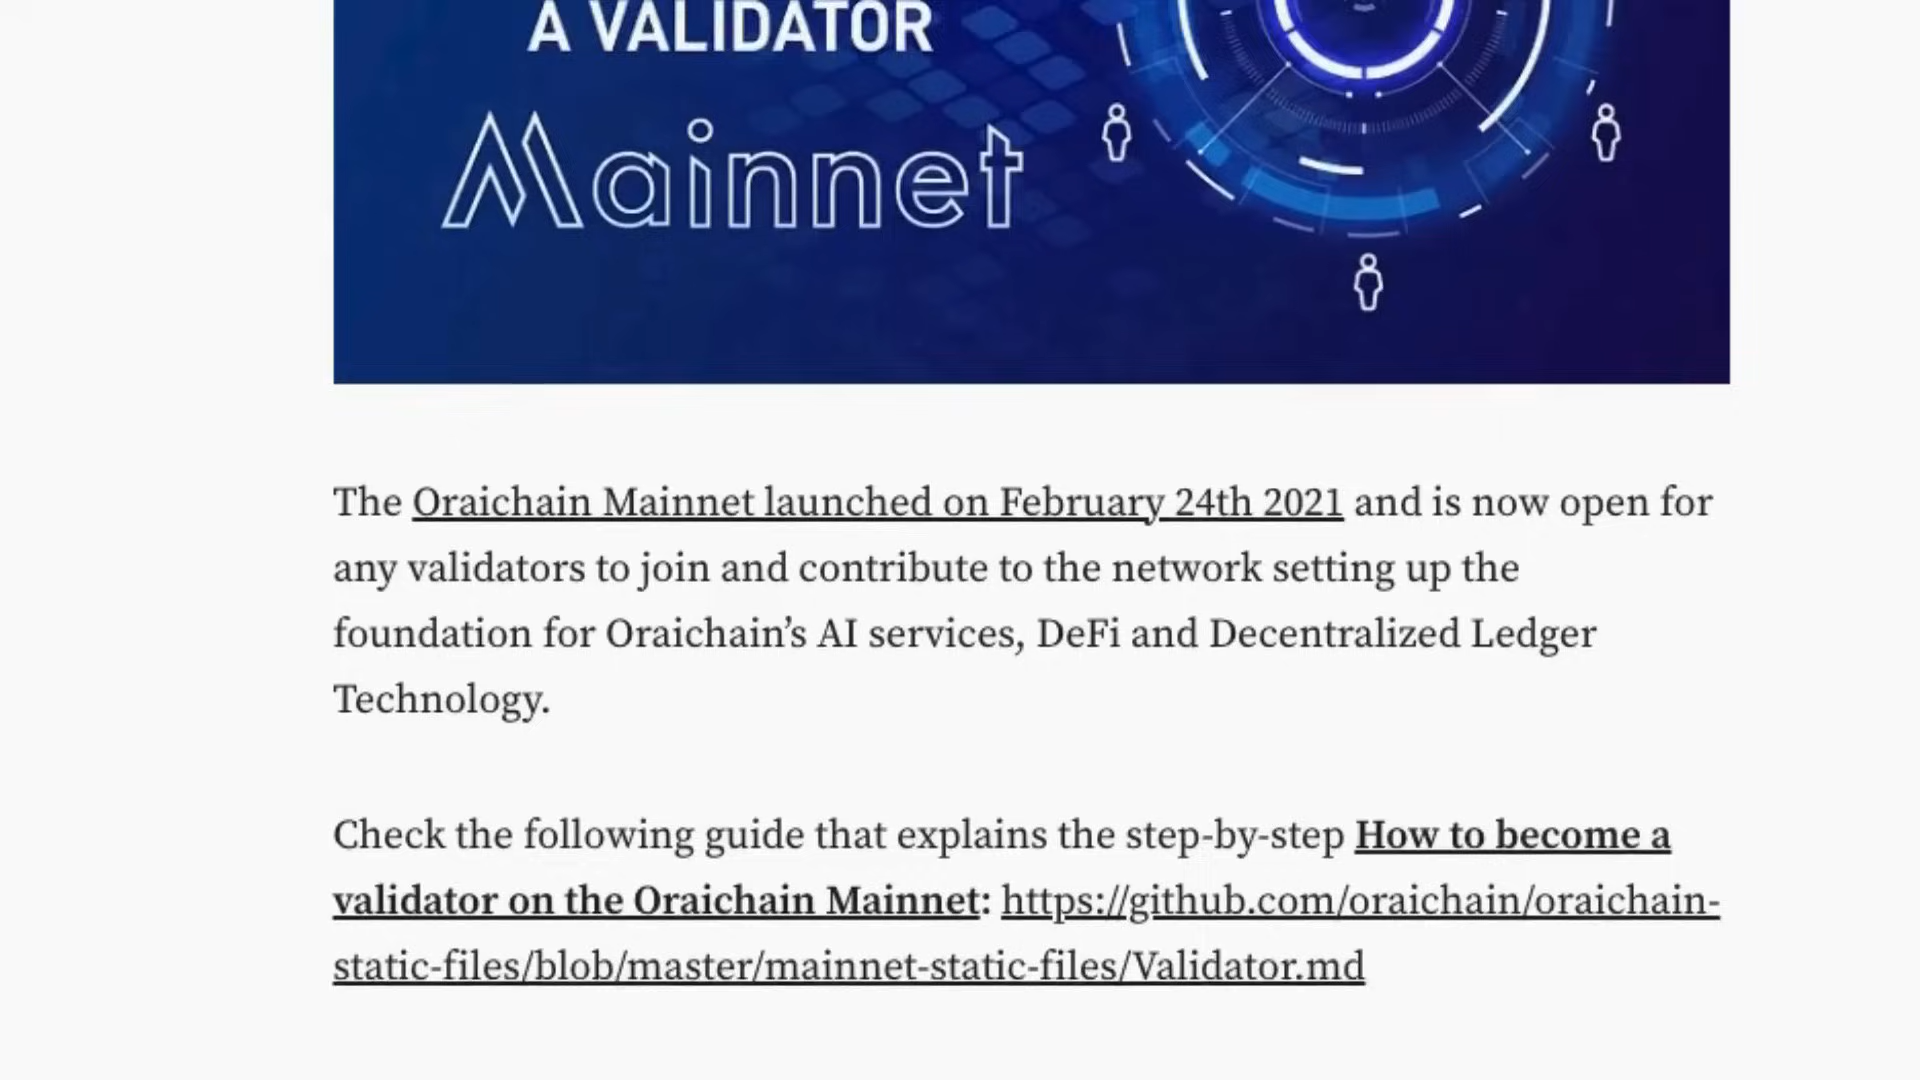 A VALIDATOR
Mainnet
The Oraichain Mainnet launched on February 24th 2021 and is now open for
any validators to join and contribute to the network setting up the
foundation for Oraichain’s AI services, DeFi and Decentralized Ledger
Technology.
Check the following guide that explains the step-by-step How to become a
validator on the Oraichain Mainnet: https://github.com/oraichain/oraichain-
static-files/blob/master/mainnet-static-files/Validator.md